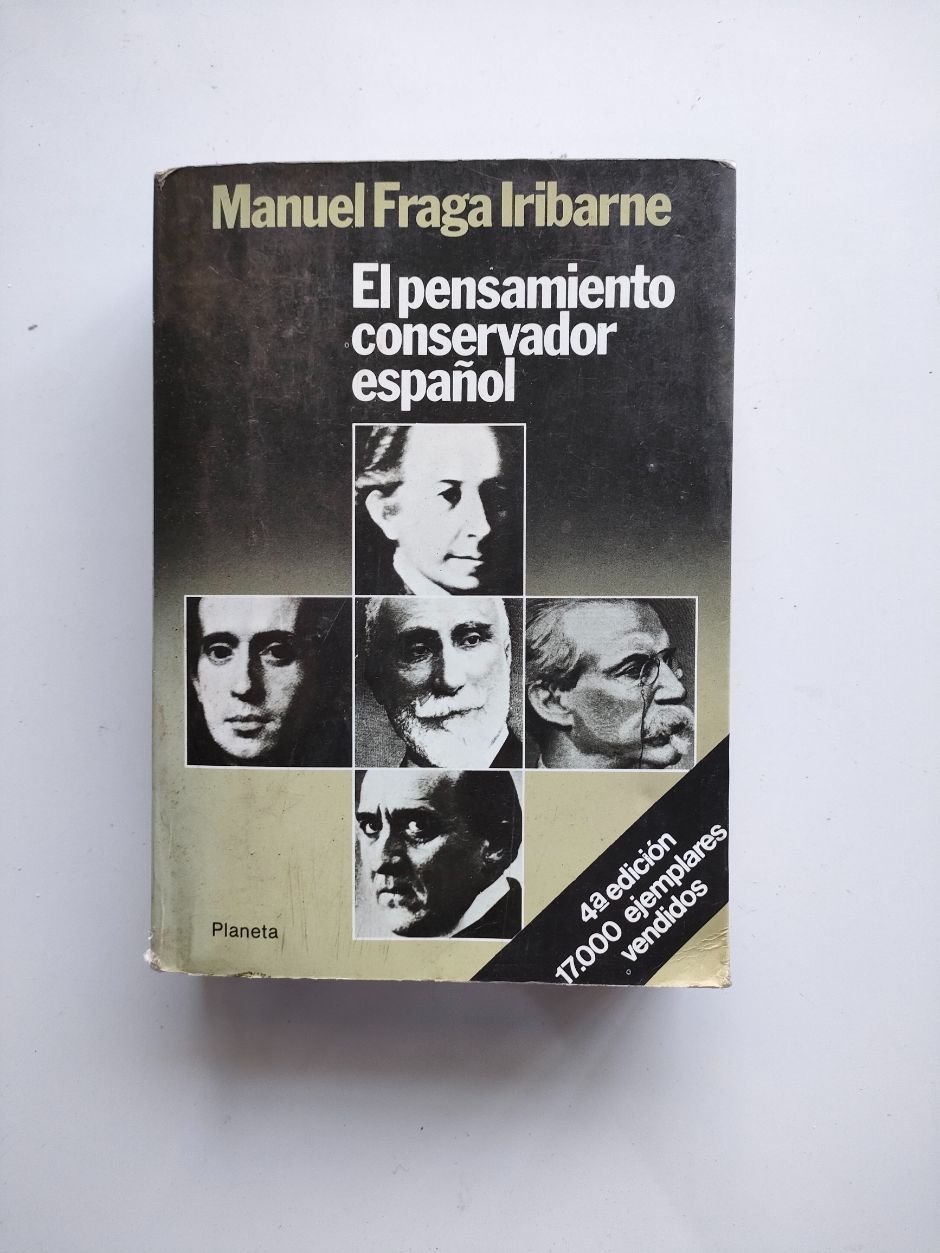 Manuel Fraga Iribarne
El pensamiento
conservador
español
Planeta
4ª edición
17.000 ejemplares
vendidos